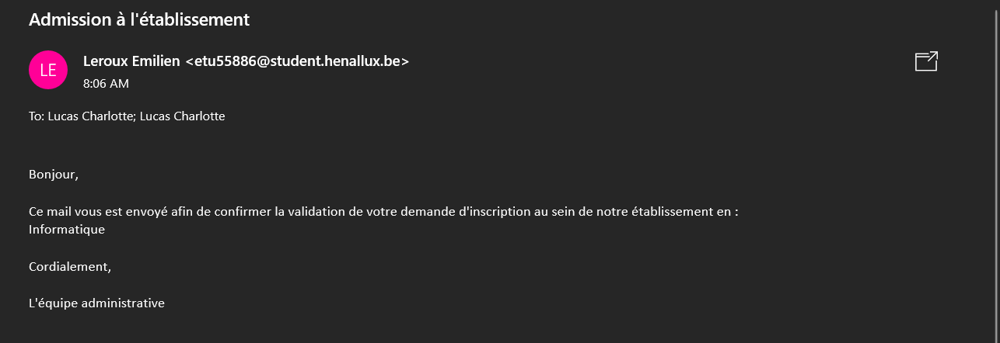 Admission à l'établissement
LE
Leroux Emilien <etu55886@student.henallux.be>
8:06 AM
To: Lucas Charlotte; Lucas Charlotte
Bonjour,
Ce mail vous est envoyé afin de confirmer la validation de votre demande d'inscription au sein de notre établissement en :
Informatique
Cordialement,
L'équipe administrative